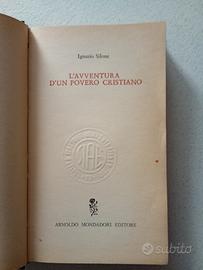 Ignazio Silone
L'AVVENTURA
D'UN POVERO CRISTIANO
ARNOLDO MONDADORI EDITORE
subito